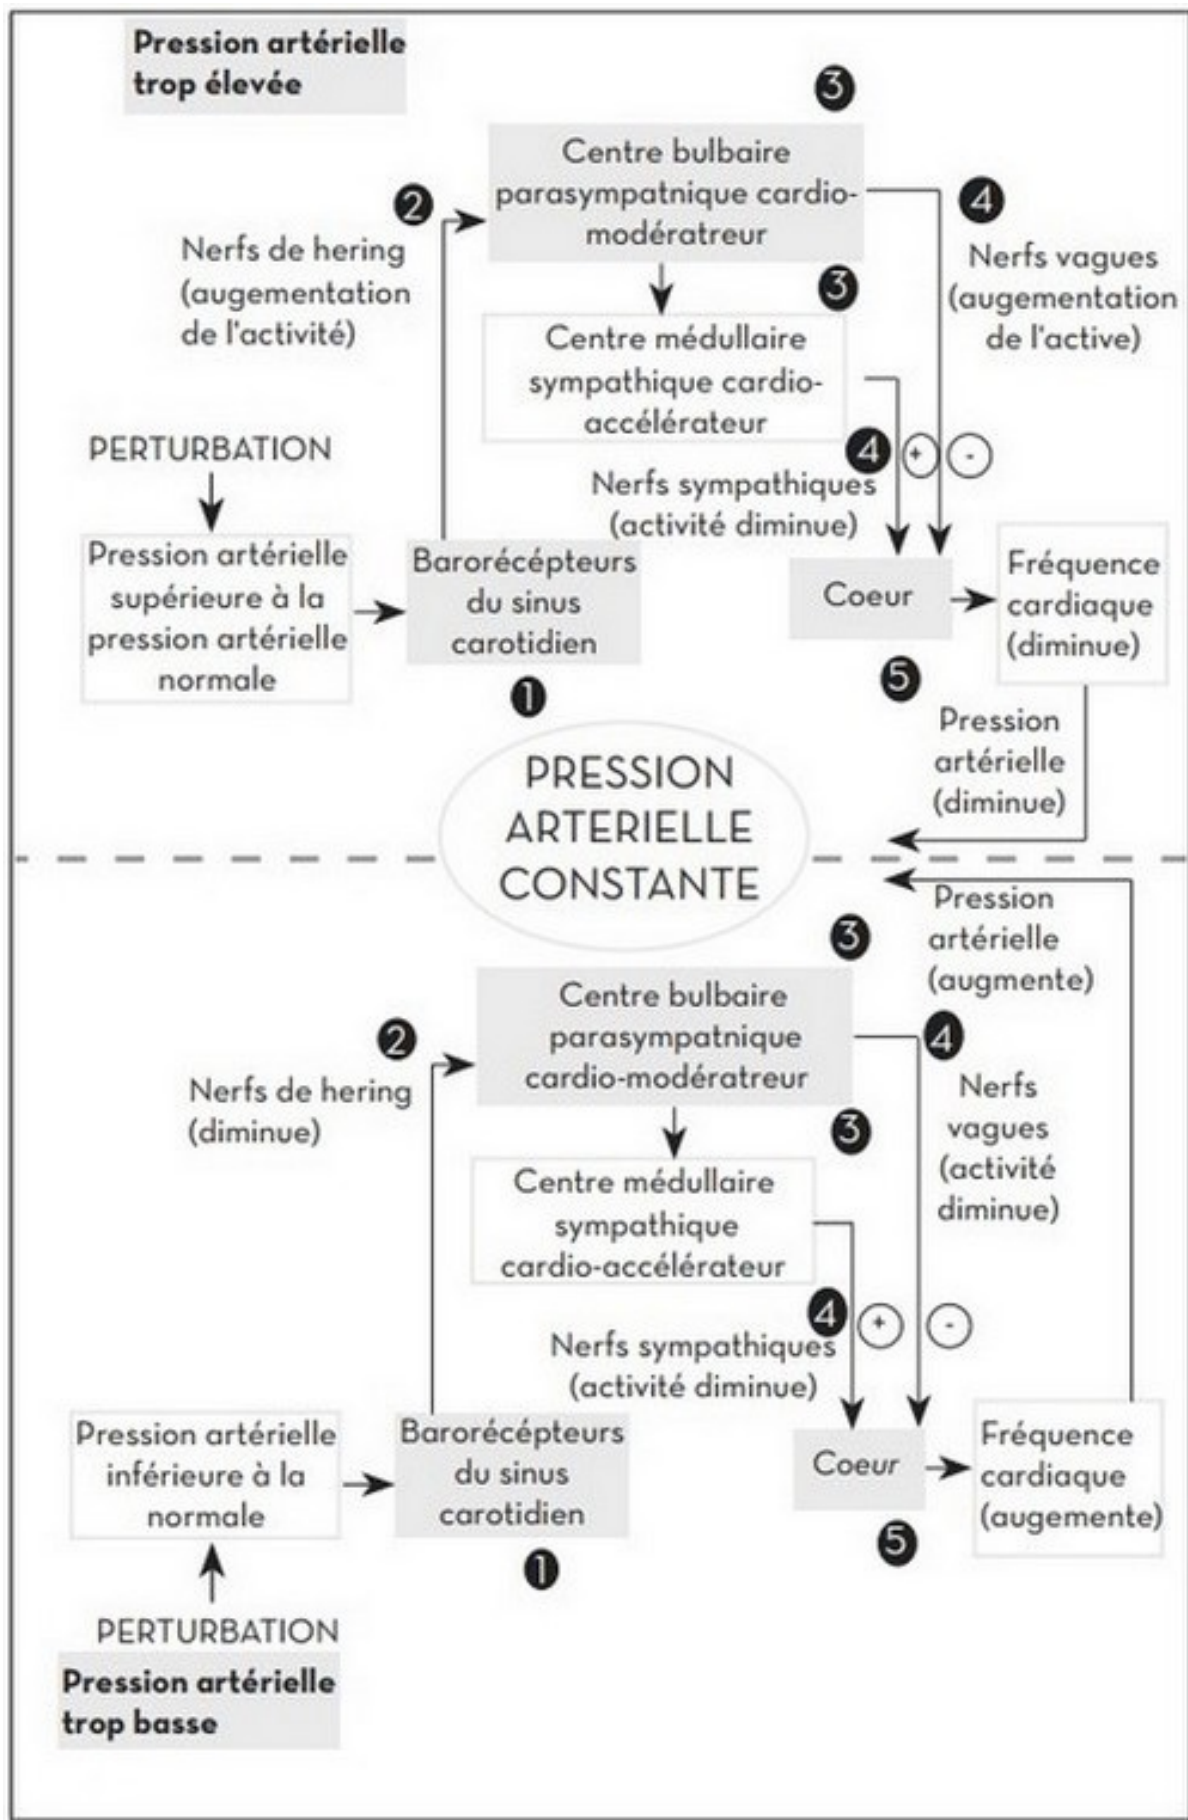 Pression artérielle
trop élevée
3
Centre bulbaire
parasympatnique cardio-
modératreur
2
4
Nerfs de hering
(augementation
de l'activité)
Nerfs vagues
(augementation
de l'active)
3
Centre médullaire
sympathique cardio-
accélérateur
PERTURBATION
4
+
-
Nerfs sympathiques
(activité diminue)
Pression artérielle
supérieure à la
pression artérielle
normale
Barorécépteurs
du sinus
carotidien
1
Coeur
5
Fréquence
cardiaque
(diminue)
Pression
artérielle
(diminue)
PRESSION
ARTERIELLE
CONSTANTE
Pression
artérielle
(augmente)
3
Centre bulbaire
parasympatnique
cardio-modératreur
2
4
Nerfs de hering
(diminue)
Nerfs
vagues
(activité
diminue)
3
Centre médullaire
sympathique
cardio-accélérateur
4
+
-
Nerfs sympathiques
(activité diminue)
Pression artérielle
inférieure à la
normale
Barorécépteurs
du sinus
carotidien
1
Coeur
5
Fréquence
cardiaque
(augemente)
PERTURBATION
Pression artérielle
trop basse